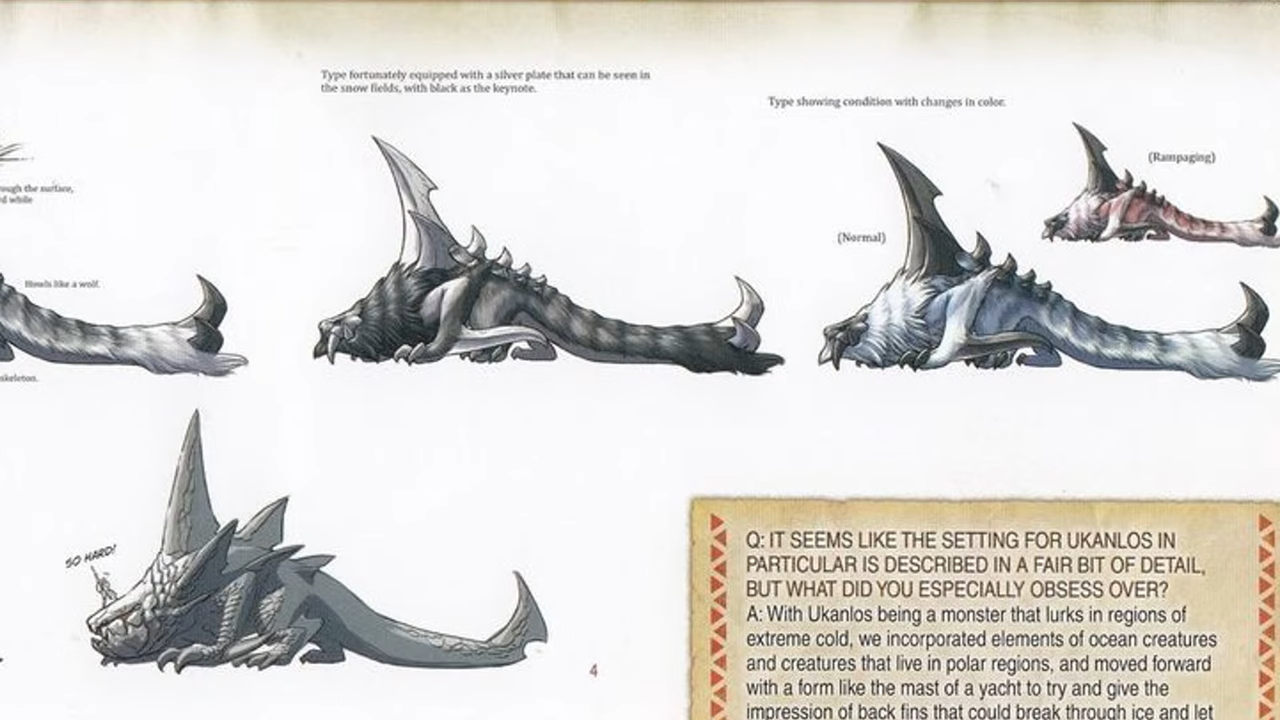 Type fortunately equipped with a silver plate that can be seen in
the snow fields, with black as the keynote.
Type showing condition with changes in color.
(Rampaging)
ough the surface,
d while
(Normal)
Howls like a wolf.
skeleton.
SO HARD!
4
Q: IT SEEMS LIKE THE SETTING FOR UKANLOS IN
PARTICULAR IS DESCRIBED IN A FAIR BIT OF DETAIL,
BUT WHAT DID YOU ESPECIALLY OBSESS OVER?
A: With Ukanlos being a monster that lurks in regions of
extreme cold, we incorporated elements of ocean creatures
and creatures that live in polar regions, and moved forward
with a form like the mast of a yacht to try and give the
impression of back fins that could break through ice and let